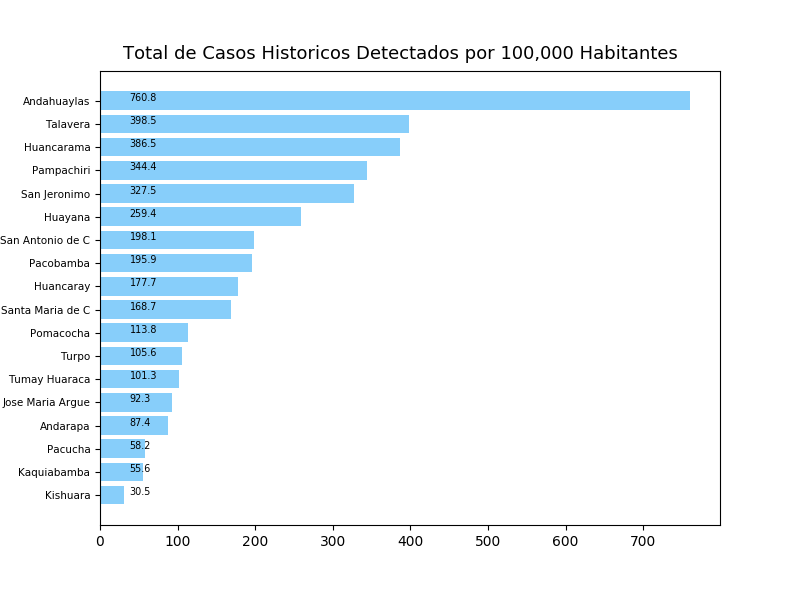 Total de Casos Historicos Detectados por 100,000 Habitantes
Andahuaylas 760.8
Talavera 398.5
Huancarama 386.5
Pampachiri 344.4
San Jeronimo 327.5
Huayana 259.4
San Antonio de C 198.1
Pacobamba 195.9
Huancaray 177.7
Santa Maria de C 168.7
Pomacocha 113.8
Turpo 105.6
Tumay Huaraca 101.3
Jose Maria Argue 92.3
Andarapa 87.4
Pacucha 58.2
Kaquiabamba 55.6
Kishuara 30.5
0 100 200 300 400 500 600 700